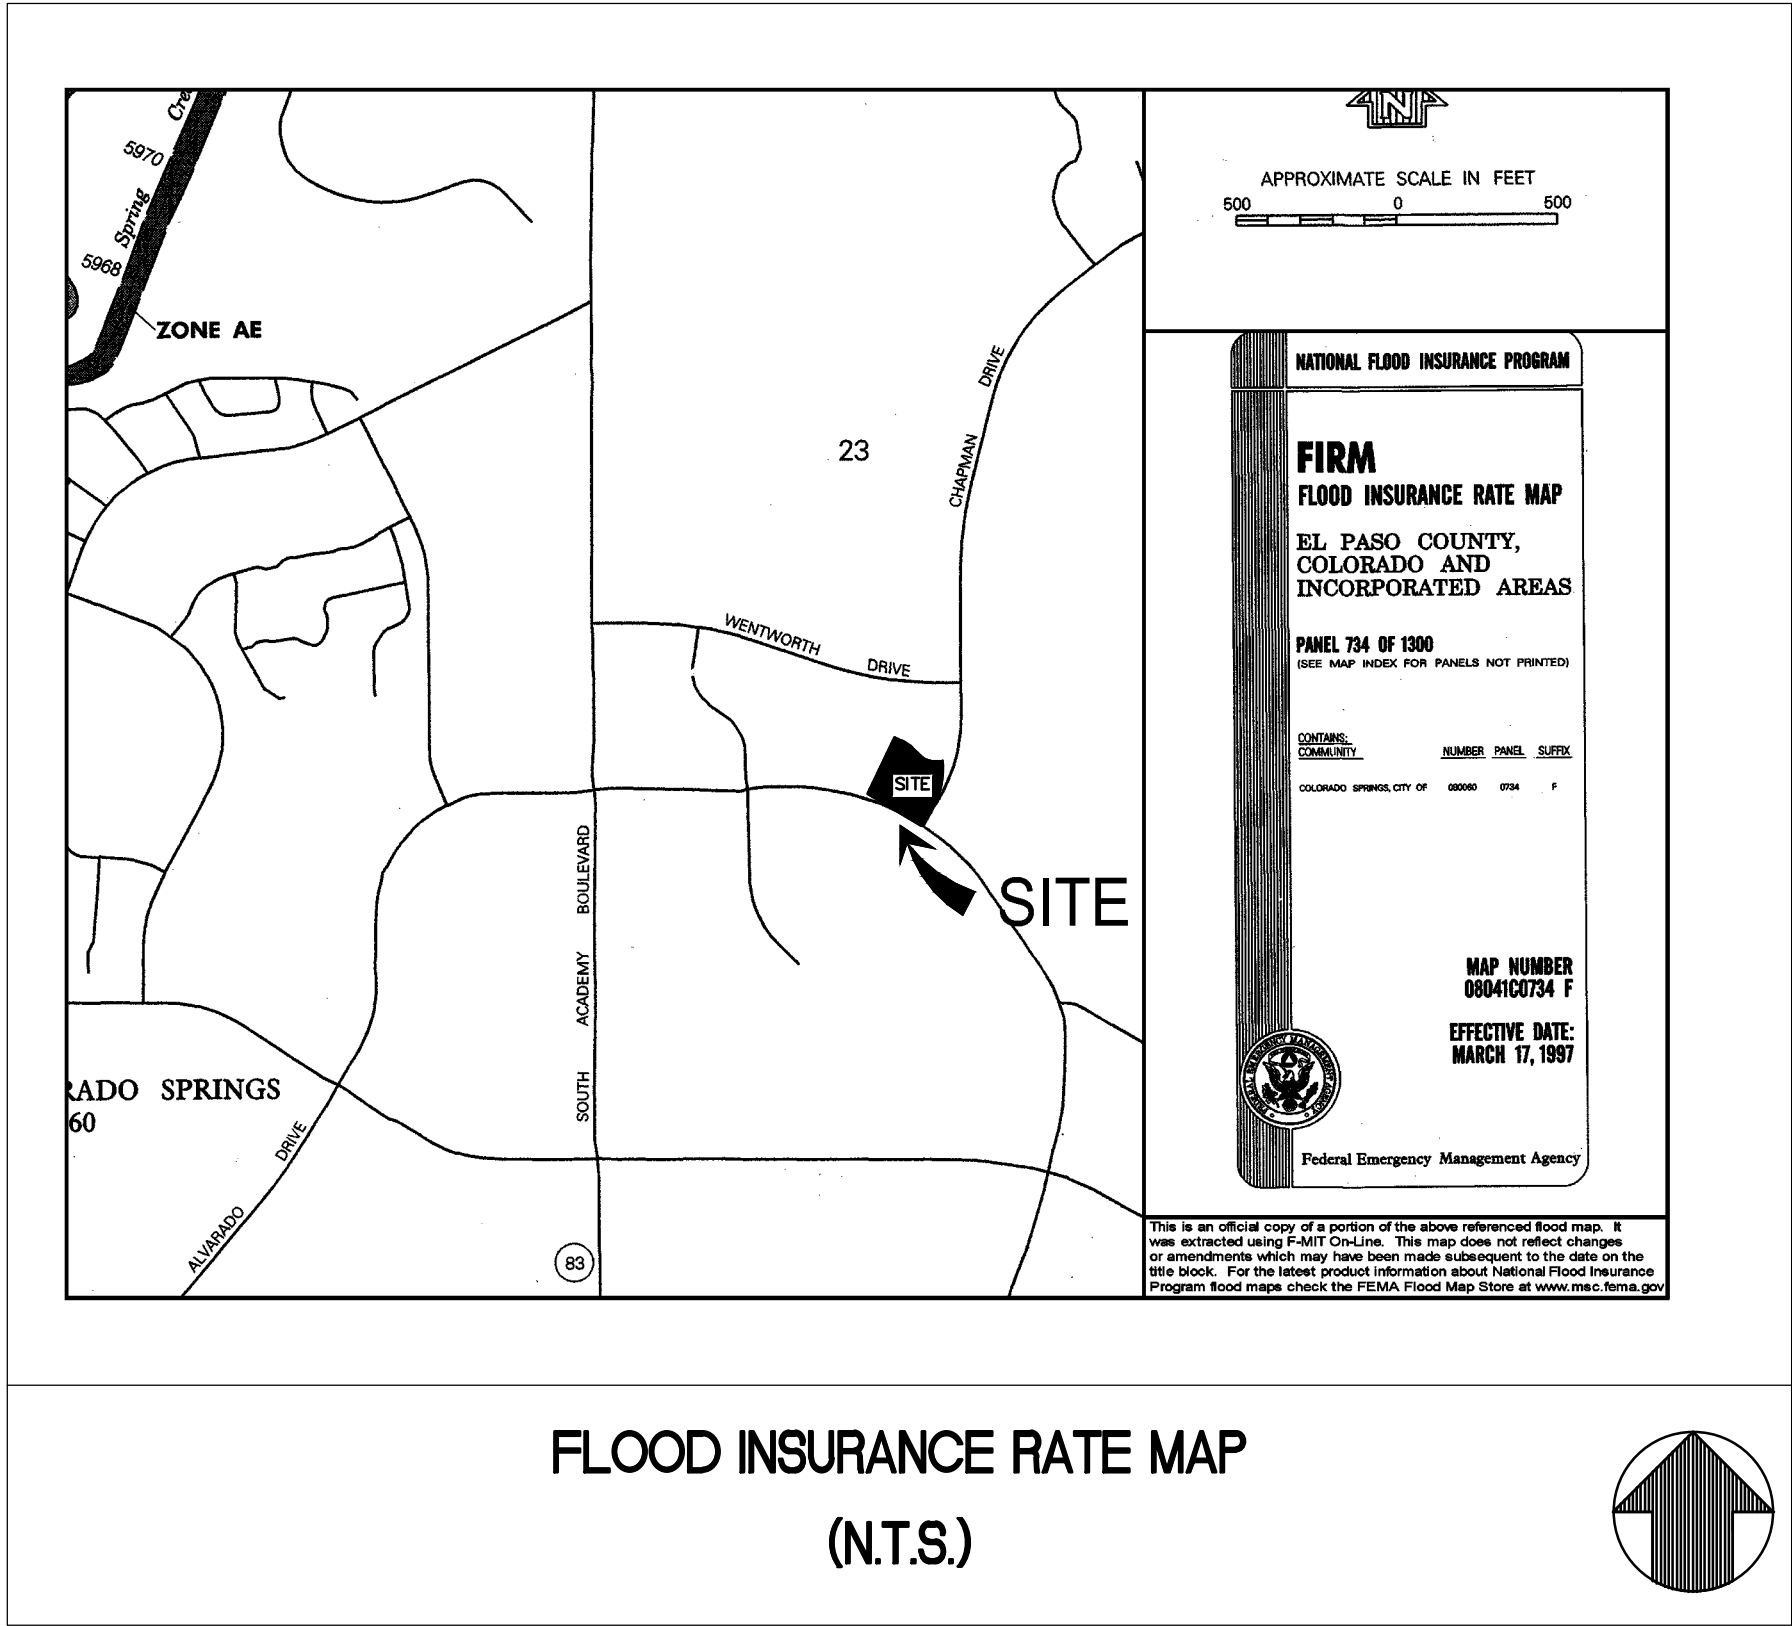 Cre
5970
Spring
5968
ZONE AE
23
CHAPMAN DRIVE
WENTWORTH DRIVE
SITE
SITE
SOUTH ACADEMY BOULEVARD
RADO SPRINGS
60
ALVARADO DRIVE
83
N
APPROXIMATE SCALE IN FEET
500 0 500
NATIONAL FLOOD INSURANCE PROGRAM
FIRM
FLOOD INSURANCE RATE MAP
EL PASO COUNTY,
COLORADO AND
INCORPORATED AREAS
PANEL 734 OF 1300
(SEE MAP INDEX FOR PANELS NOT PRINTED)
CONTAINS:
COMMUNITY NUMBER PANEL SUFFIX
COLORADO SPRINGS, CITY OF 080060 0734 F
MAP NUMBER
08041C0734 F
EFFECTIVE DATE:
MARCH 17, 1997
FEDERAL EMERGENCY MANAGEMENT AGENCY
Federal Emergency Management Agency
This is an official copy of a portion of the above referenced flood map. It
was extracted using F-MIT On-Line. This map does not reflect changes
or amendments which may have been made subsequent to the date on the
title block. For the latest product information about National Flood Insurance
Program flood maps check the FEMA Flood Map Store at www.msc.fema.gov
FLOOD INSURANCE RATE MAP
(N.T.S.)